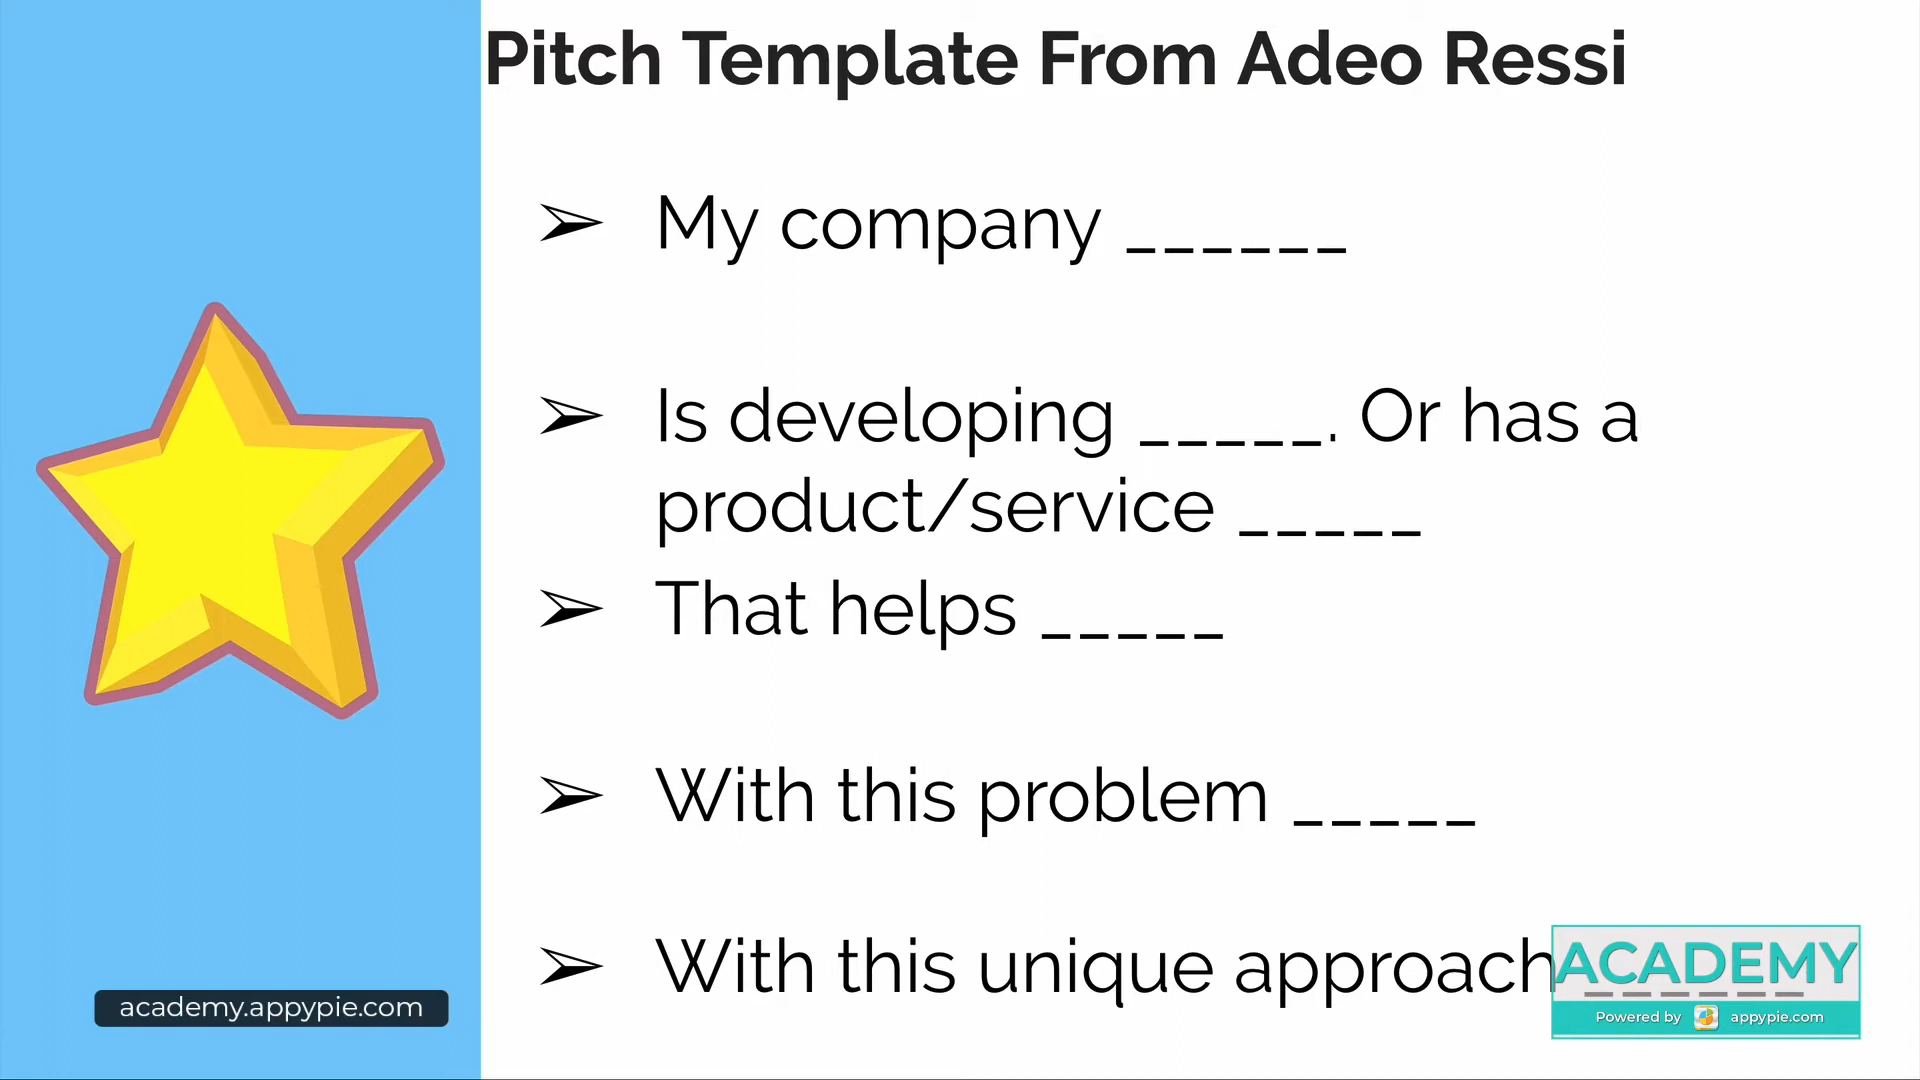 Pitch Template From Adeo Ressi
➢ My company ______
➢ Is developing _____. Or has a
product/service _____
➢ That helps _____
➢ With this problem _____
➢ With this unique approach ______
academy.appypie.com
ACADEMY
Powered by appypie.com